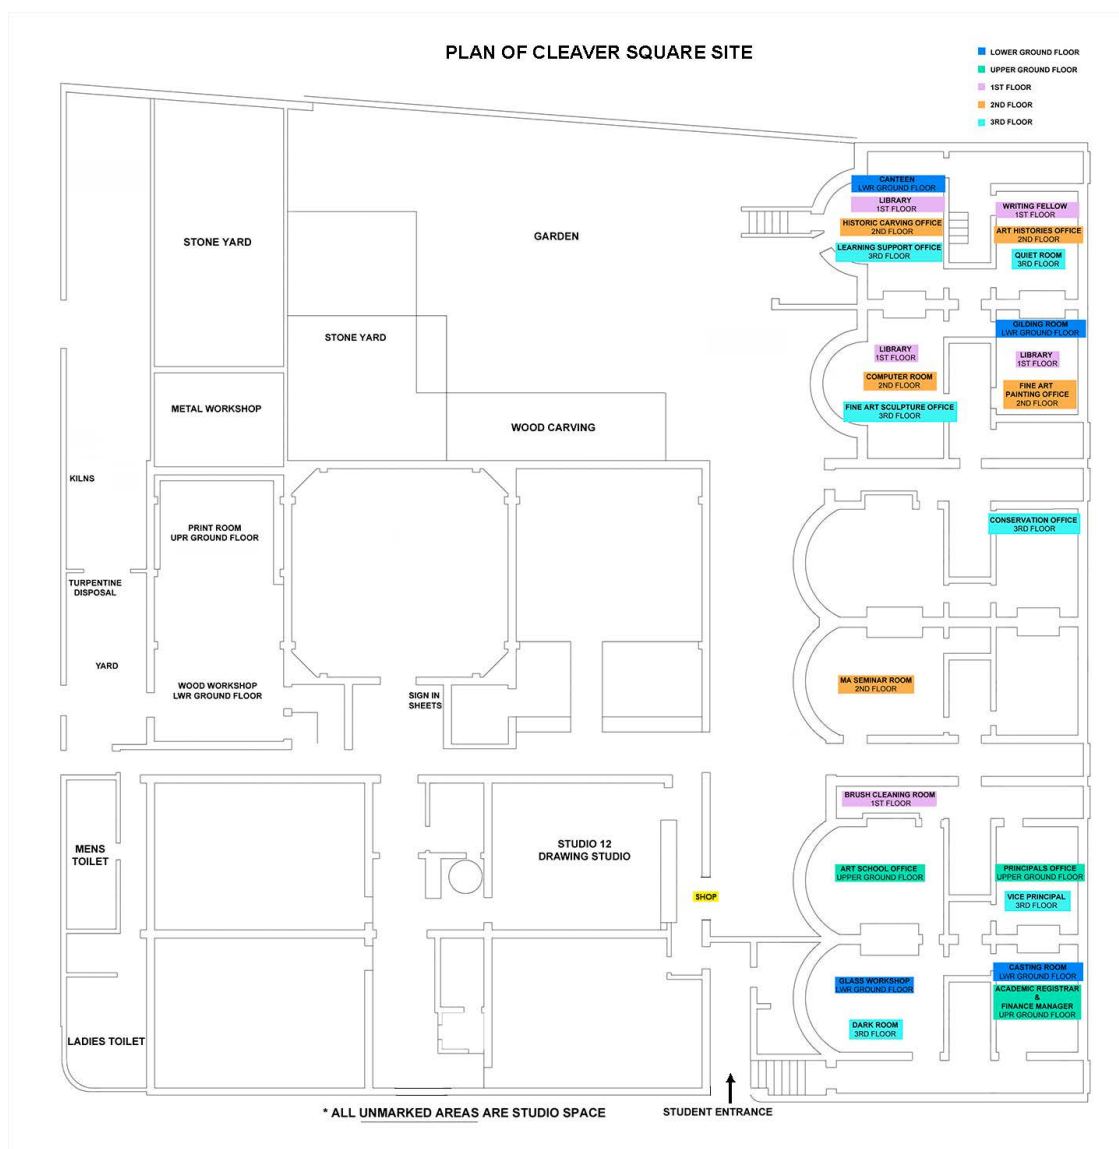 PLAN OF CLEAVER SQUARE SITE
LOWER GROUND FLOOR
UPPER GROUND FLOOR
1ST FLOOR
2ND FLOOR
3RD FLOOR
CANTEEN
LWR GROUND FLOOR
LIBRARY
1ST FLOOR
HISTORIC CARVING OFFICE
2ND FLOOR
LEARNING SUPPORT OFFICE
3RD FLOOR
WRITING FELLOW
1ST FLOOR
ART HISTORIES OFFICE
2ND FLOOR
QUIET ROOM
3RD FLOOR
STONE YARD
GARDEN
STONE YARD
GILDING ROOM
LWR GROUND FLOOR
LIBRARY
1ST FLOOR
COMPUTER ROOM
2ND FLOOR
FINE ART SCULPTURE OFFICE
3RD FLOOR
LIBRARY
1ST FLOOR
FINE ART
PAINTING OFFICE
2ND FLOOR
METAL WORKSHOP
WOOD CARVING
KILNS
PRINT ROOM
UPR GROUND FLOOR
CONSERVATION OFFICE
3RD FLOOR
TURPENTINE
DISPOSAL
YARD
WOOD WORKSHOP
LWR GROUND FLOOR
SIGN IN
SHEETS
MA SEMINAR ROOM
2ND FLOOR
BRUSH CLEANING ROOM
1ST FLOOR
MENS
TOILET
STUDIO 12
DRAWING STUDIO
SHOP
ART SCHOOL OFFICE
UPPER GROUND FLOOR
PRINCIPALS OFFICE
UPPER GROUND FLOOR
VICE PRINCIPAL
3RD FLOOR
GLASS WORKSHOP
LWR GROUND FLOOR
DARK ROOM
3RD FLOOR
CASTING ROOM
LWR GROUND FLOOR
ACADEMIC REGISTRAR
&
FINANCE MANAGER
UPR GROUND FLOOR
LADIES TOILET
* ALL UNMARKED AREAS ARE STUDIO SPACE
STUDENT ENTRANCE